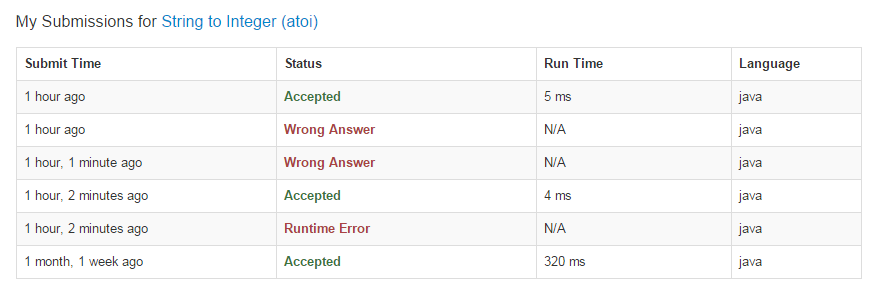 My Submissions for String to Integer (atoi)
Submit Time Status Run Time Language
1 hour ago Accepted 5 ms java
1 hour ago Wrong Answer N/A java
1 hour, 1 minute ago Wrong Answer N/A java
1 hour, 2 minutes ago Accepted 4 ms java
1 hour, 2 minutes ago Runtime Error N/A java
1 month, 1 week ago Accepted 320 ms java